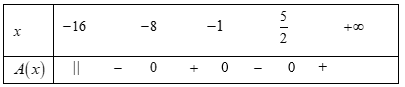 x −16 −8 −1 5/2 +∞
A(x) || − 0 + 0 − 0 +